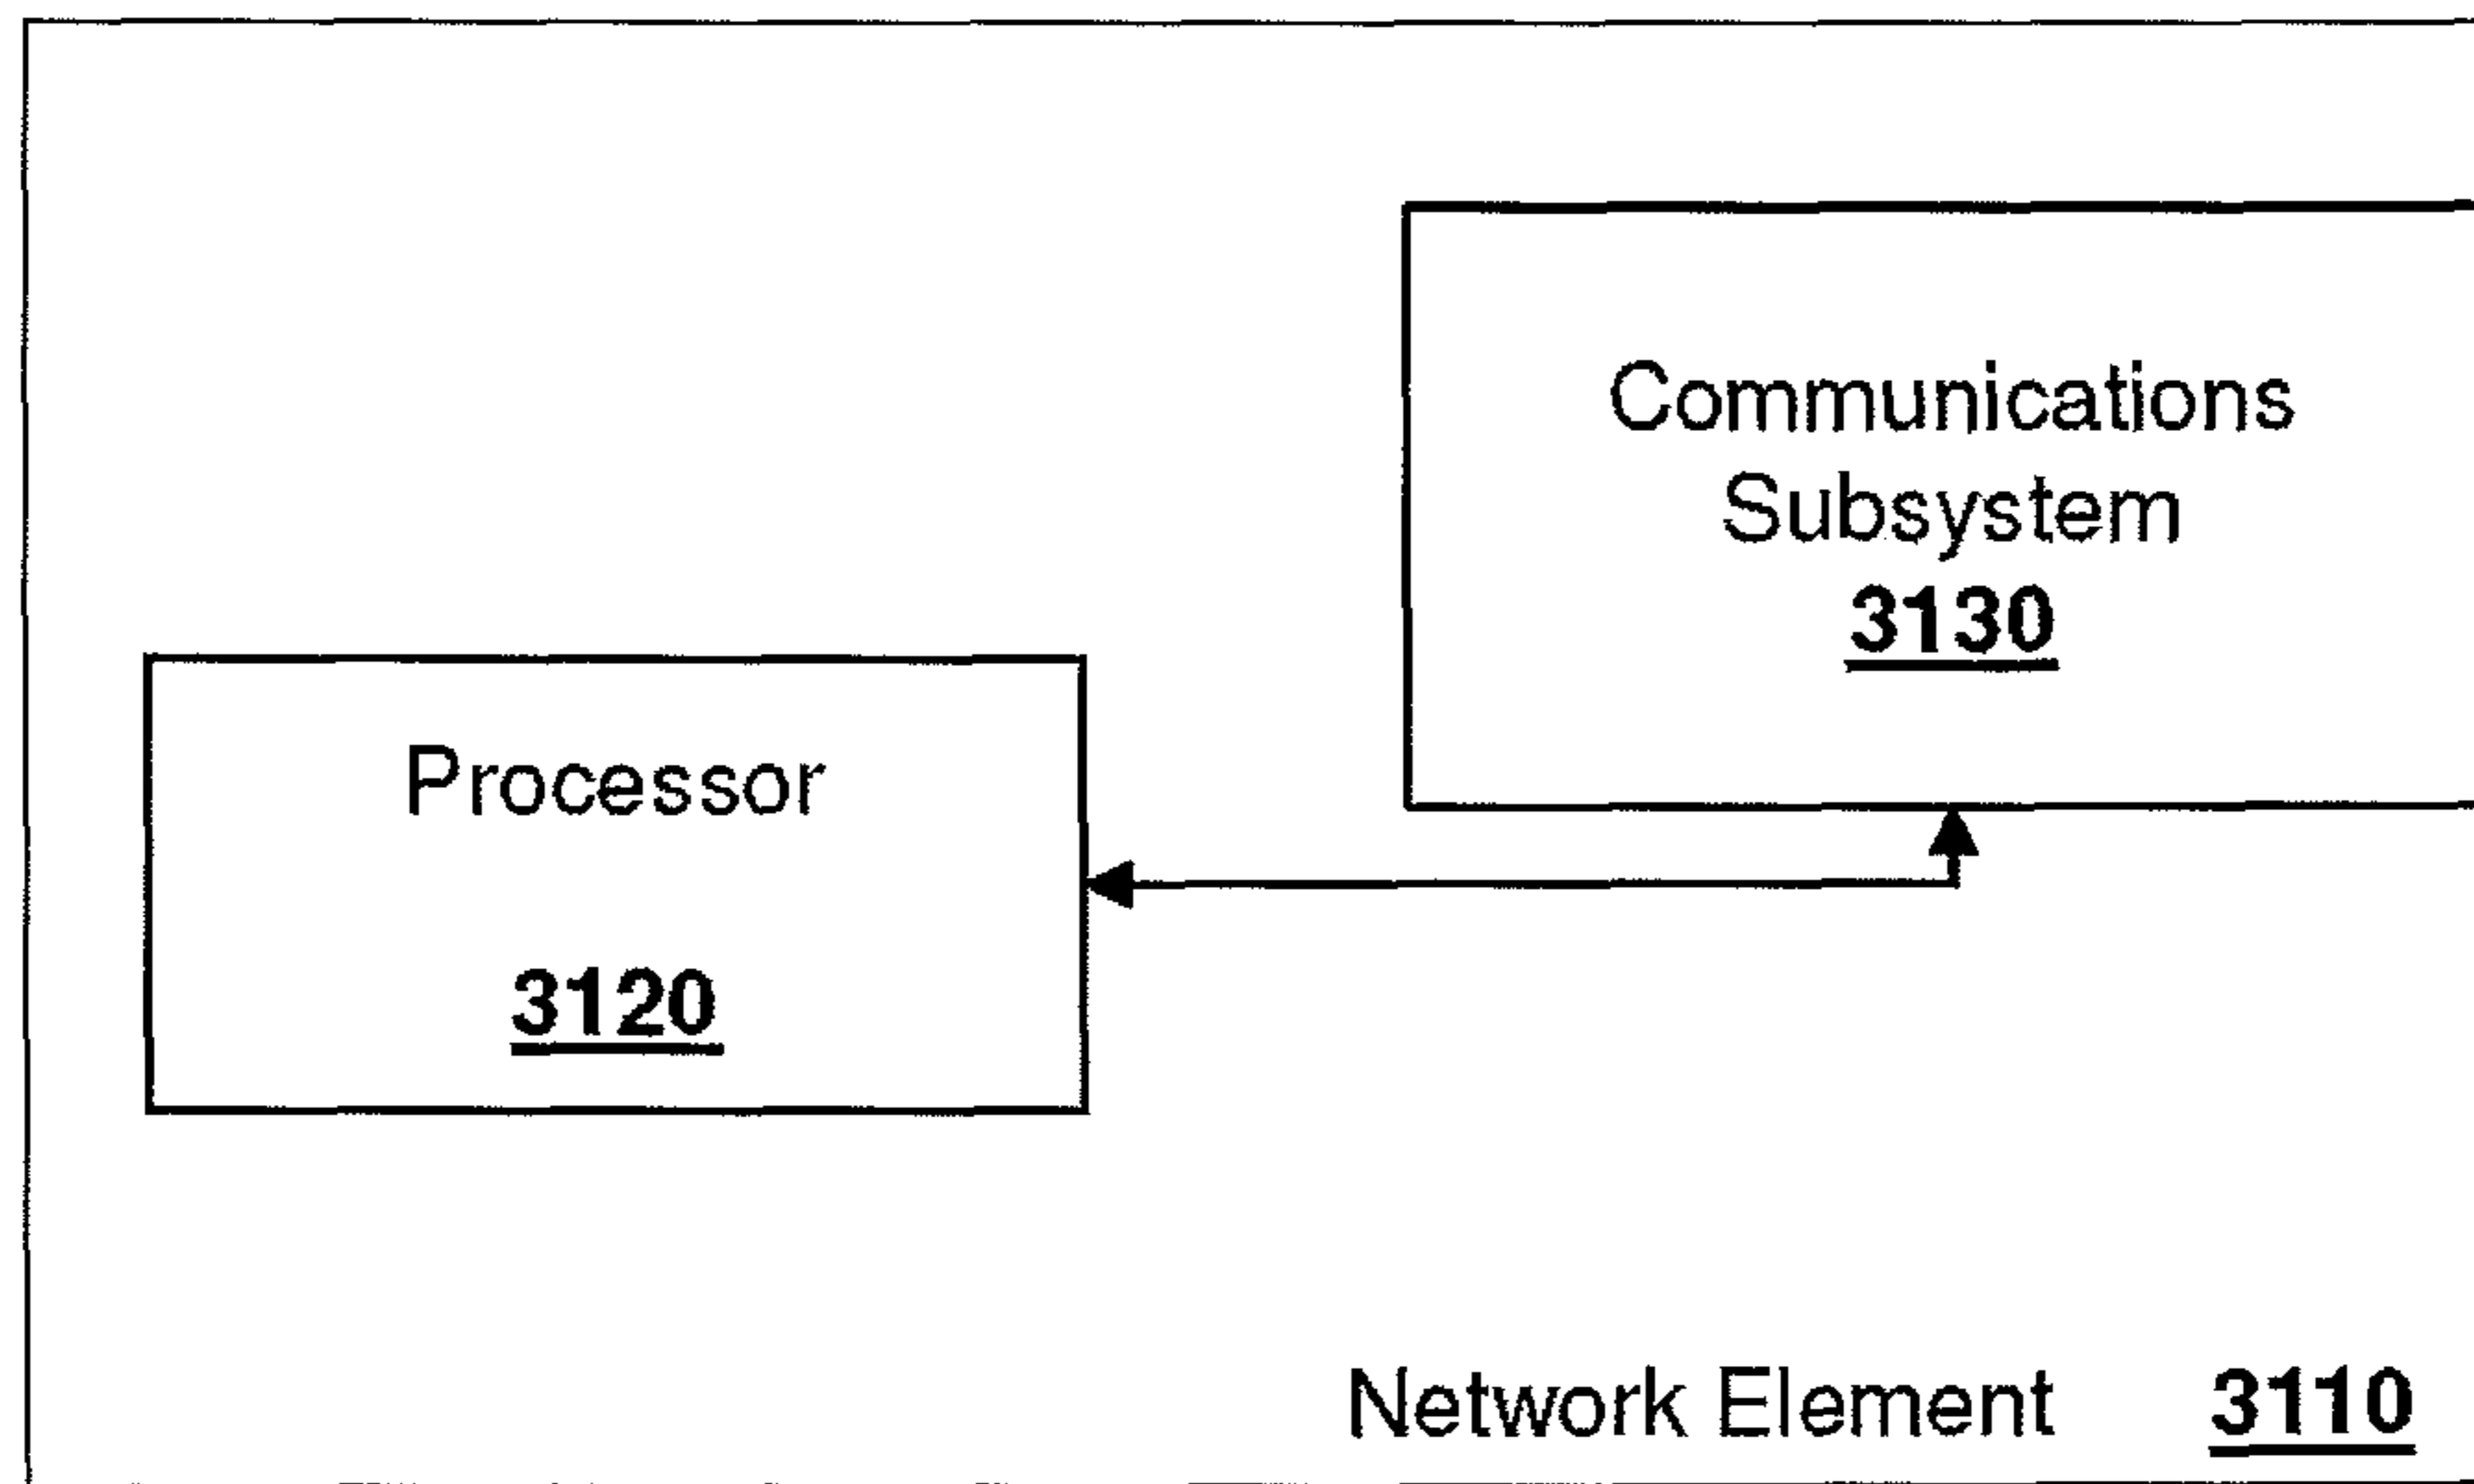 Communications
Subsystem
3130
Processor
3120
Network Element 3110